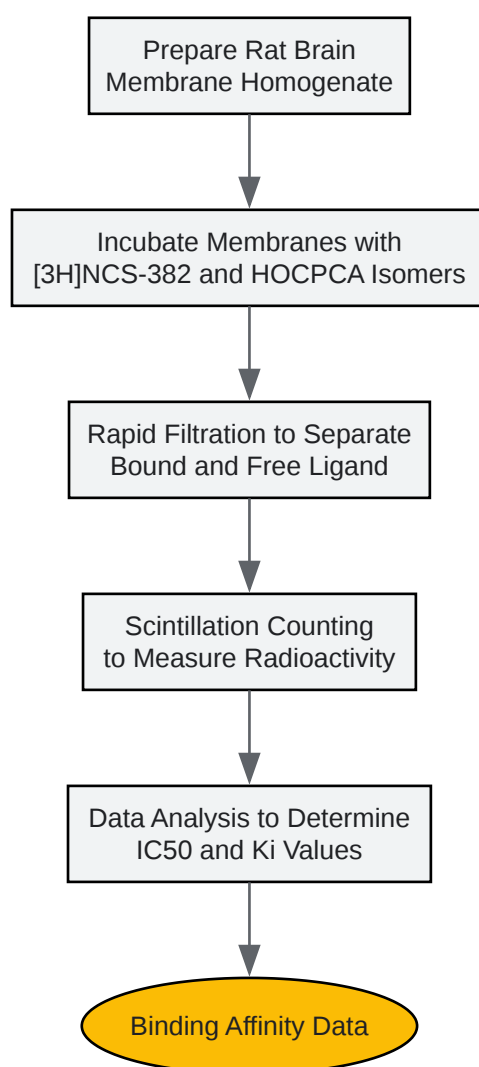 Prepare Rat Brain
Membrane Homogenate
Incubate Membranes with
[3H]NCS-382 and HOCPCA Isomers
Rapid Filtration to Separate
Bound and Free Ligand
Scintillation Counting
to Measure Radioactivity
Data Analysis to Determine
IC50 and Ki Values
Binding Affinity Data